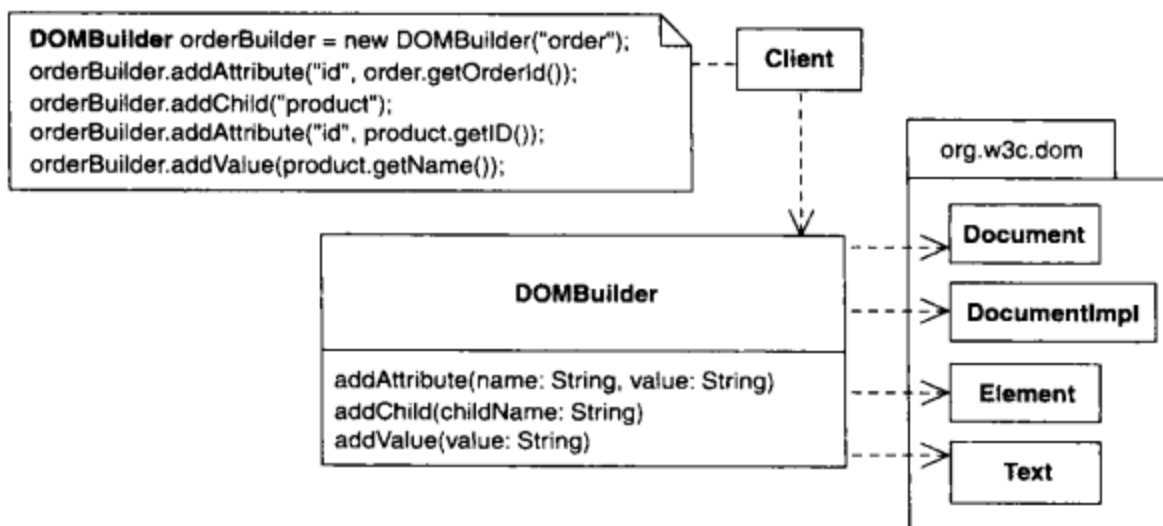 DOMBuilder orderBuilder = new DOMBuilder("order");
orderBuilder.addAttribute("id", order.getOrderId());
orderBuilder.addChild("product");
orderBuilder.addAttribute("id", product.getID());
orderBuilder.addValue(product.getName());
Client
org.w3c.dom
Document
DOMBuilder
DocumentImpl
addAttribute(name: String, value: String)
addChild(childName: String)
addValue(value: String)
Element
Text